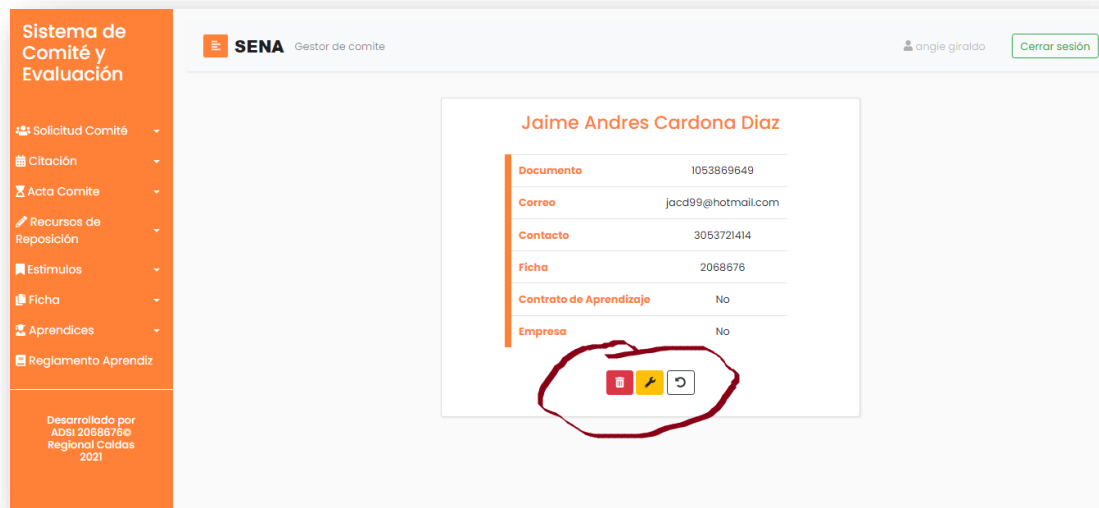 Sistema de
Comité y
Evaluación
SENA Gestor de comite
angie giraldo
Cerrar sesión
Solicitud Comité
Citación
Acta Comite
Recursos de
Reposición
Estimulos
Ficha
Aprendices
Reglamento Aprendiz
Desarrollado por
ADSI 2068676©
Regional Caldas
2021
Jaime Andres Cardona Diaz
Documento 1053869649
Correo jacd99@hotmail.com
Contacto 3053721414
Ficha 2068676
Contrato de Aprendizaje No
Empresa No